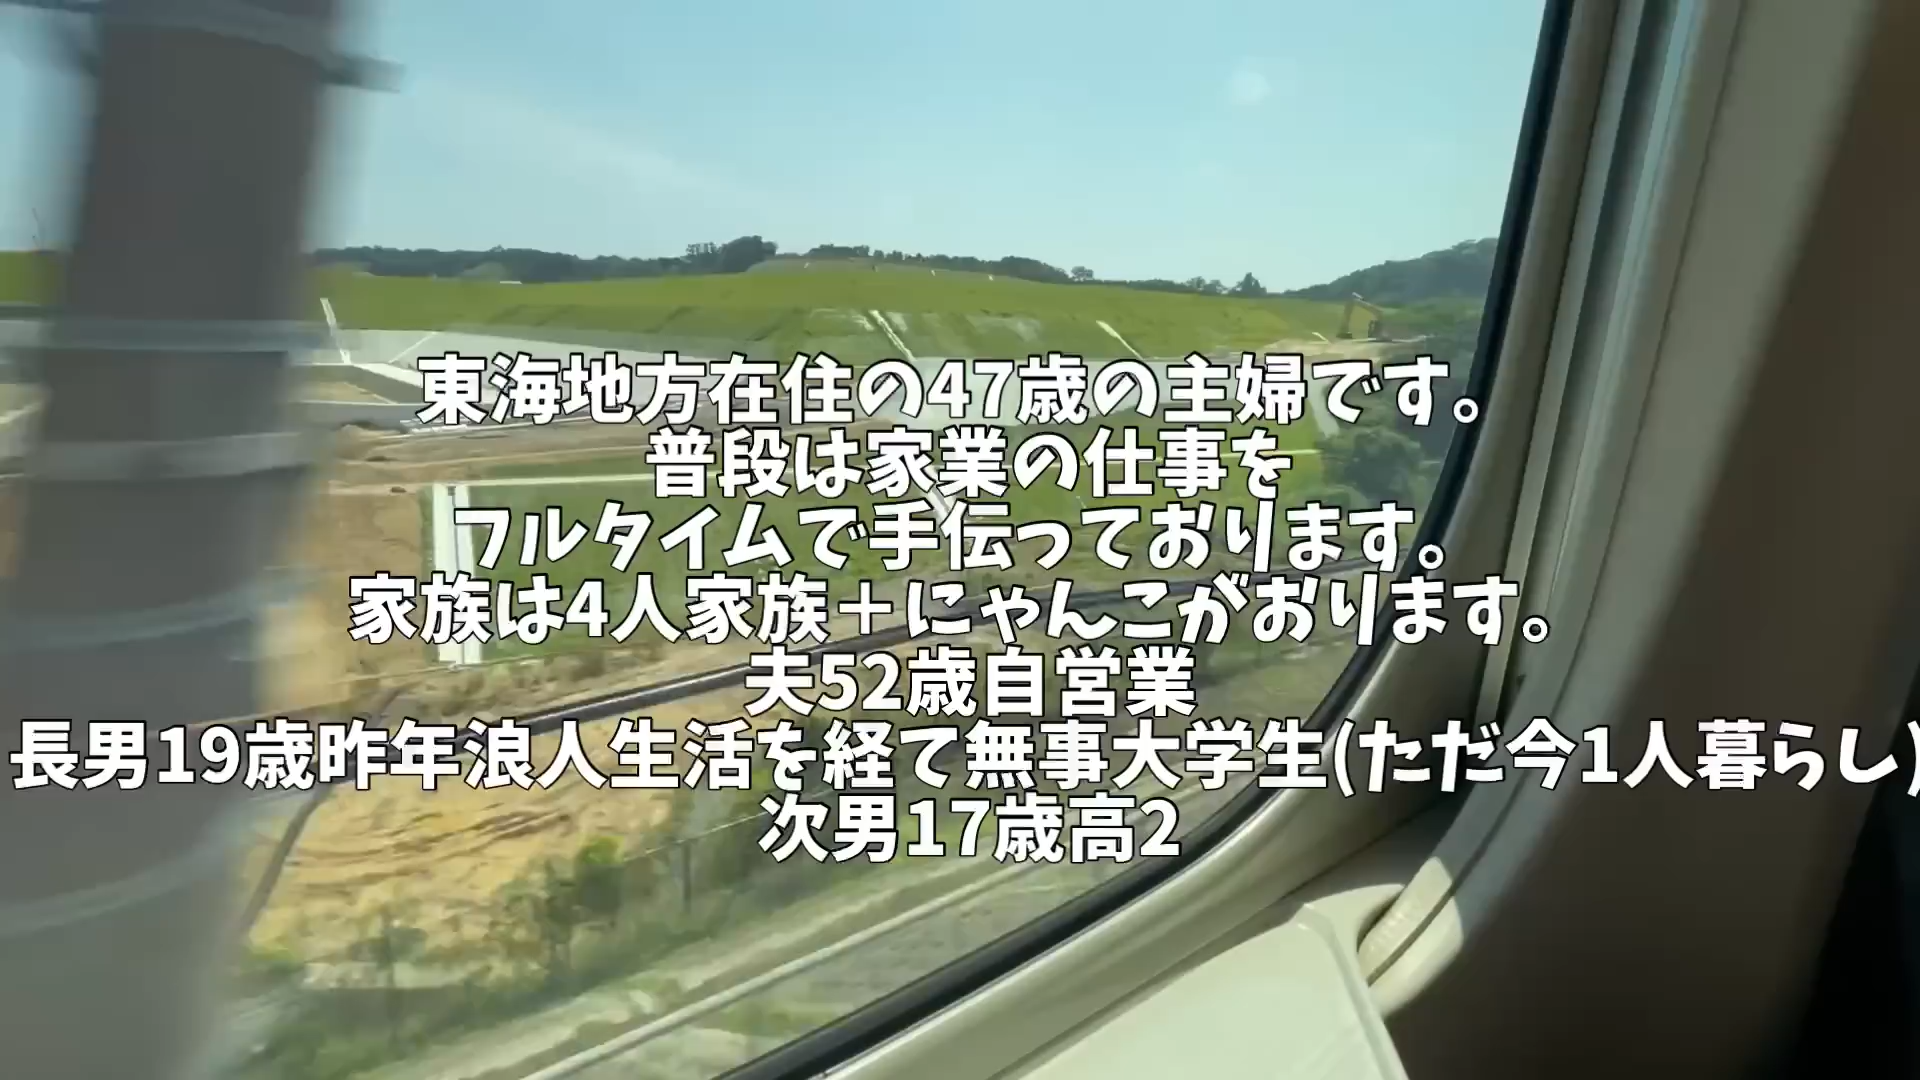 東海地方在住の47歳の主婦です。
普段は家業の仕事を
フルタイムで手伝っております。
家族は4人家族＋にゃんこがおります。
夫52歳自営業
長男19歳昨年浪人生活を経て無事大学生(ただ今1人暮らし)
次男17歳高2